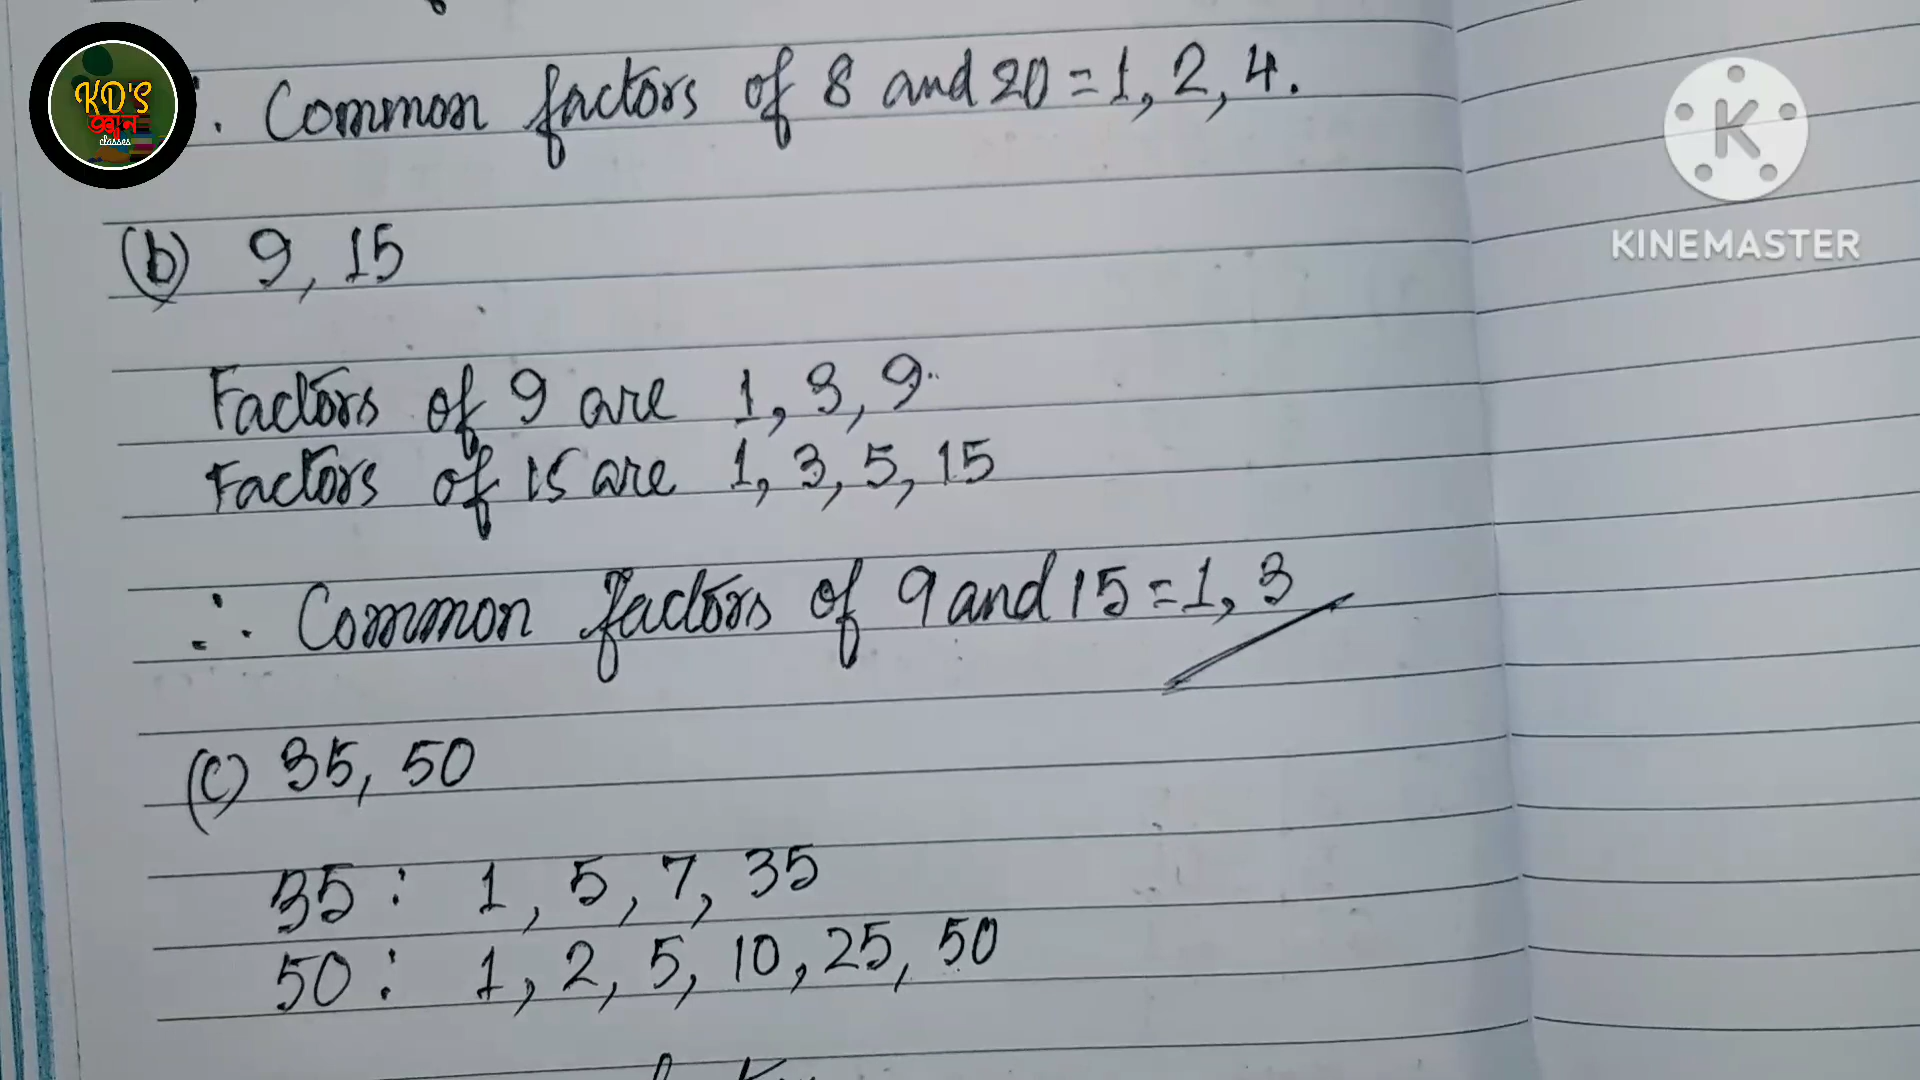 KD'S
জ্ঞান
classes
∴ Common factors of 8 and 20 = 1, 2, 4.
KINEMASTER
(b) 9, 15
Factors of 9 are 1, 3, 9.
Factors of 15 are 1, 3, 5, 15
∴ Common factors of 9 and 15 = 1, 3
(c) 35, 50
35 : 1, 5, 7, 35
50 : 1, 2, 5, 10, 25, 50